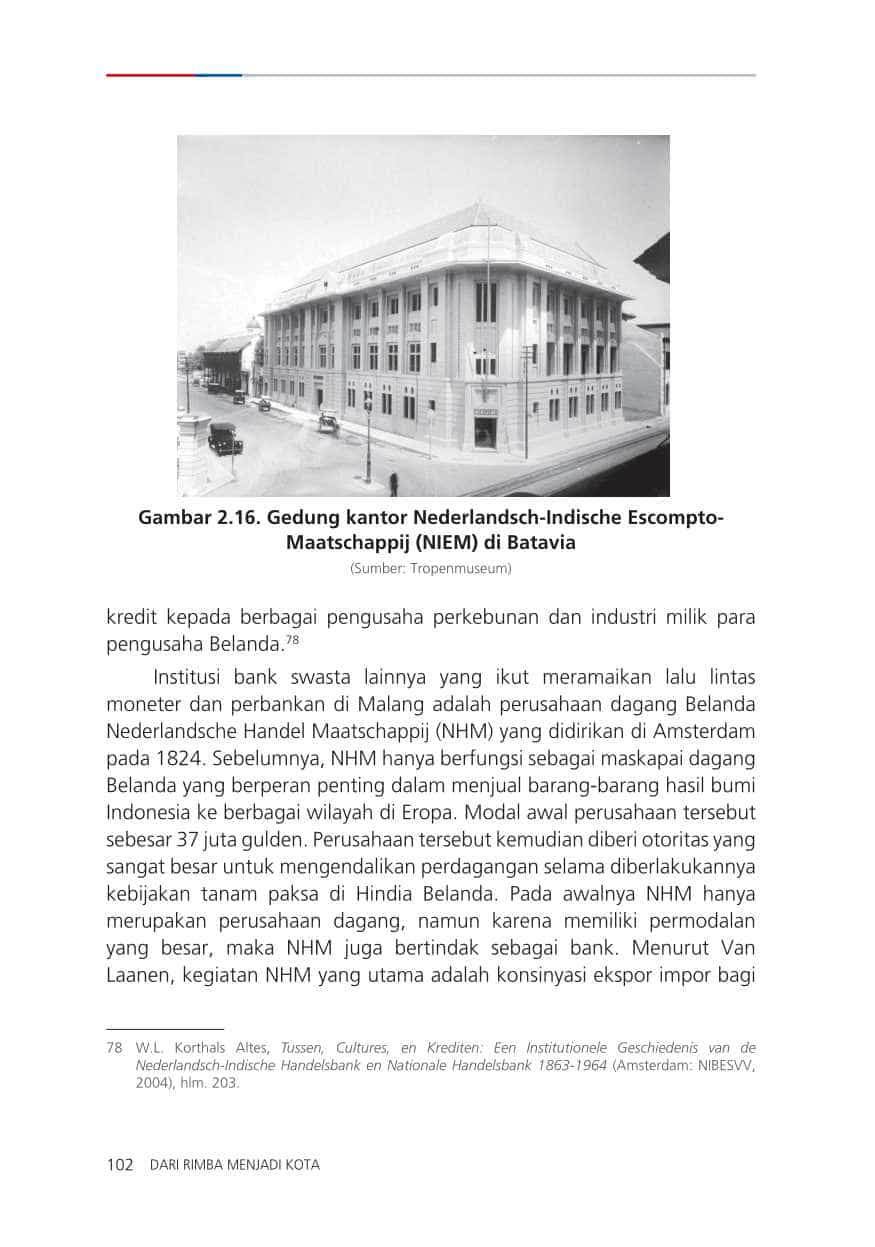 Gambar 2.16. Gedung kantor Nederlandsch-Indische Escompto-
Maatschappij (NIEM) di Batavia
(Sumber: Tropenmuseum)
kredit kepada berbagai pengusaha perkebunan dan industri milik para
pengusaha Belanda.78
Institusi bank swasta lainnya yang ikut meramaikan lalu lintas
moneter dan perbankan di Malang adalah perusahaan dagang Belanda
Nederlandsche Handel Maatschappij (NHM) yang didirikan di Amsterdam
pada 1824. Sebelumnya, NHM hanya berfungsi sebagai maskapai dagang
Belanda yang berperan penting dalam menjual barang-barang hasil bumi
Indonesia ke berbagai wilayah di Eropa. Modal awal perusahaan tersebut
sebesar 37 juta gulden. Perusahaan tersebut kemudian diberi otoritas yang
sangat besar untuk mengendalikan perdagangan selama diberlakukannya
kebijakan tanam paksa di Hindia Belanda. Pada awalnya NHM hanya
merupakan perusahaan dagang, namun karena memiliki permodalan
yang besar, maka NHM juga bertindak sebagai bank. Menurut Van
Laanen, kegiatan NHM yang utama adalah konsinyasi ekspor impor bagi
78 W.L. Korthals Altes, Tussen, Cultures, en Krediten: Een Institutionele Geschiedenis van de
Nederlandsch-Indische Handelsbank en Nationale Handelsbank 1863-1964 (Amsterdam: NIBESVV,
2004), hlm. 203.
102 DARI RIMBA MENJADI KOTA